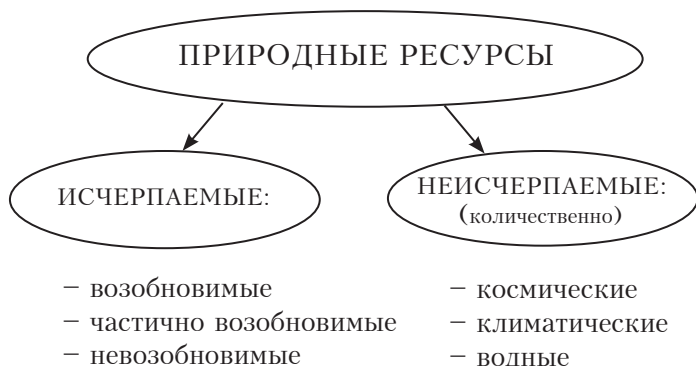 ПРИРОДНЫЕ РЕСУРСЫ
ИСЧЕРПАЕМЫЕ:
НЕИСЧЕРПАЕМЫЕ:
(количественно)
– возобновимые
– частично возобновимые
– невозобновимые
– космические
– климатические
– водные